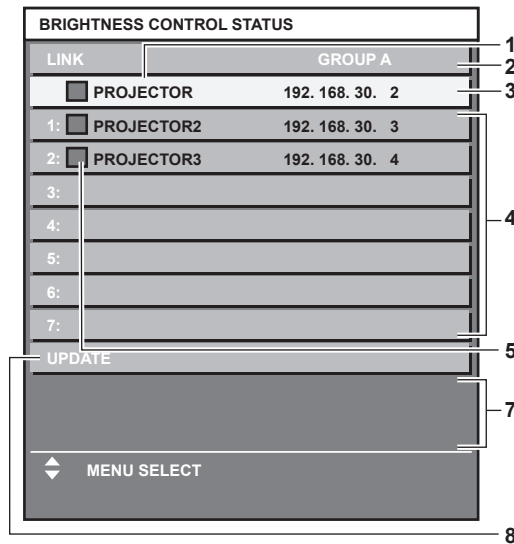 BRIGHTNESS CONTROL STATUS
1
LINK GROUP A
2
PROJECTOR 192. 168. 30. 2
3
1: PROJECTOR2 192. 168. 30. 3
2: PROJECTOR3 192. 168. 30. 4
3:
4:
4
5:
6:
7:
UPDATE
5
7
MENU SELECT
8